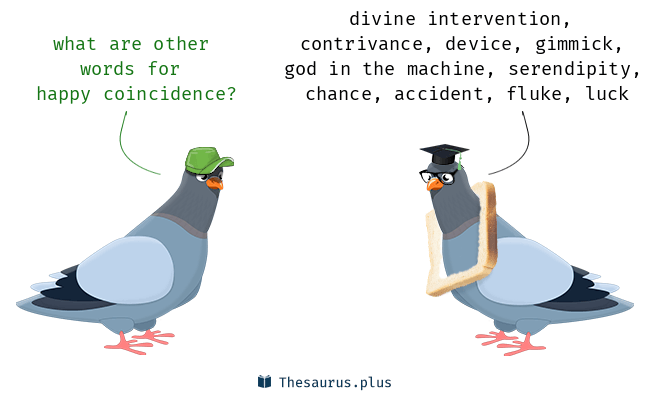 what are other
words for
happy coincidence?
divine intervention,
contrivance, device, gimmick,
god in the machine, serendipity,
chance, accident, fluke, luck
Thesaurus.plus